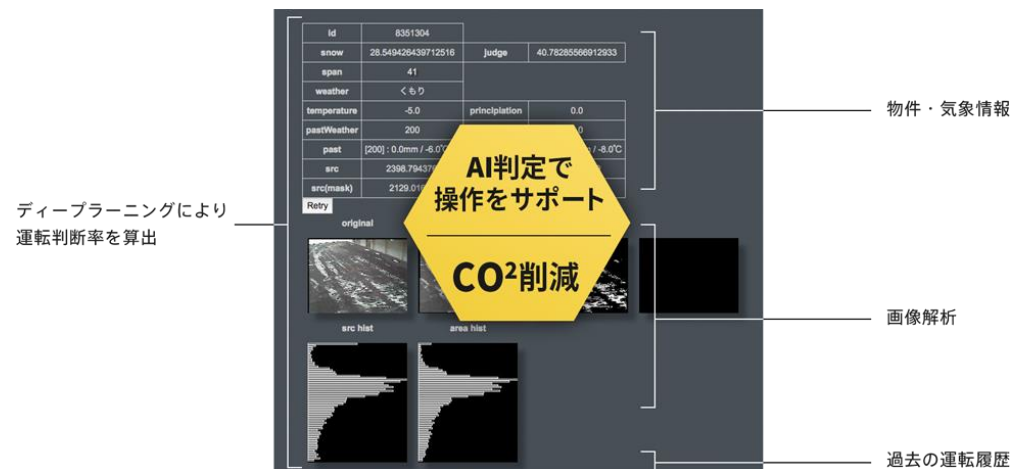 id 8351304
snow 28.549426439712516 judge 40.78285566912933
span 41
weather くもり
temperature -5.0 principlation 0.0
pastWeather 200
past [200] : 0.0mm / -6.0℃ / -8.0℃
src
src(mask)
Retry
original
src hist area hist
AI判定で
操作をサポート
CO²削減
ディープラーニングにより
運転判断率を算出
物件・気象情報
画像解析
過去の運転履歴